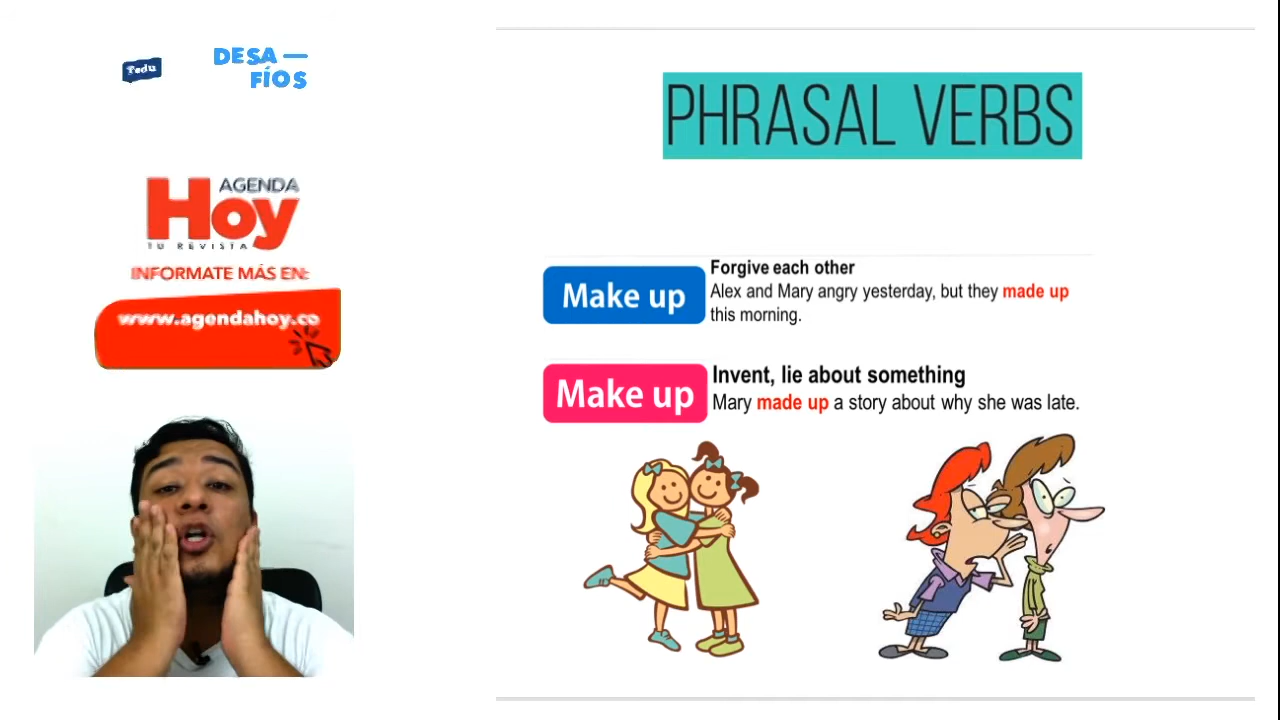 Tedu
DESA —
FÍOS
AGENDA
Hoy
TU REVISTA
INFORMATE MÁS EN:
www.agendahoy.co
PHRASAL VERBS
Make up
Forgive each other
Alex and Mary angry yesterday, but they made up
this morning.
Make up
Invent, lie about something
Mary made up a story about why she was late.